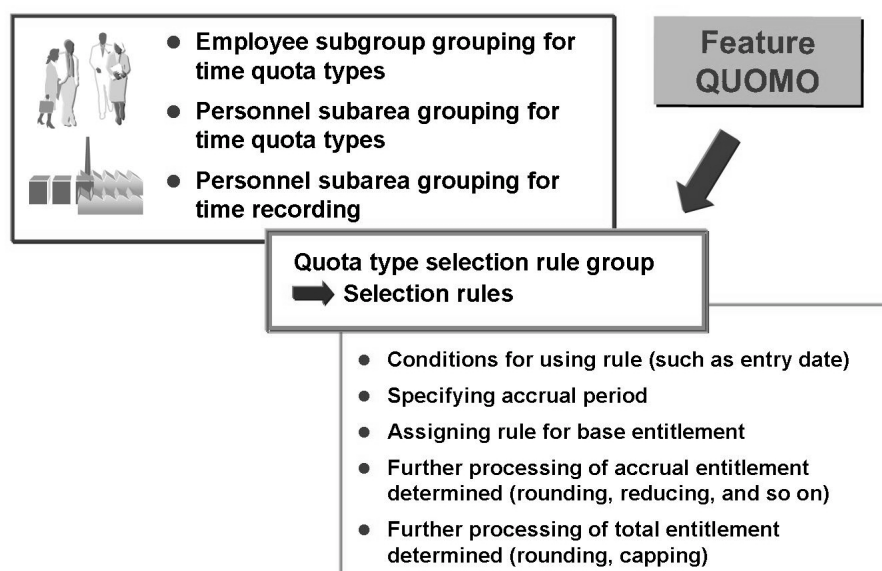 ● Employee subgroup grouping for
time quota types
● Personnel subarea grouping for
time quota types
● Personnel subarea grouping for
time recording
Feature
QUOMO
Quota type selection rule group
Selection rules
● Conditions for using rule (such as entry date)
● Specifying accrual period
● Assigning rule for base entitlement
● Further processing of accrual entitlement
determined (rounding, reducing, and so on)
● Further processing of total entitlement
determined (rounding, capping)